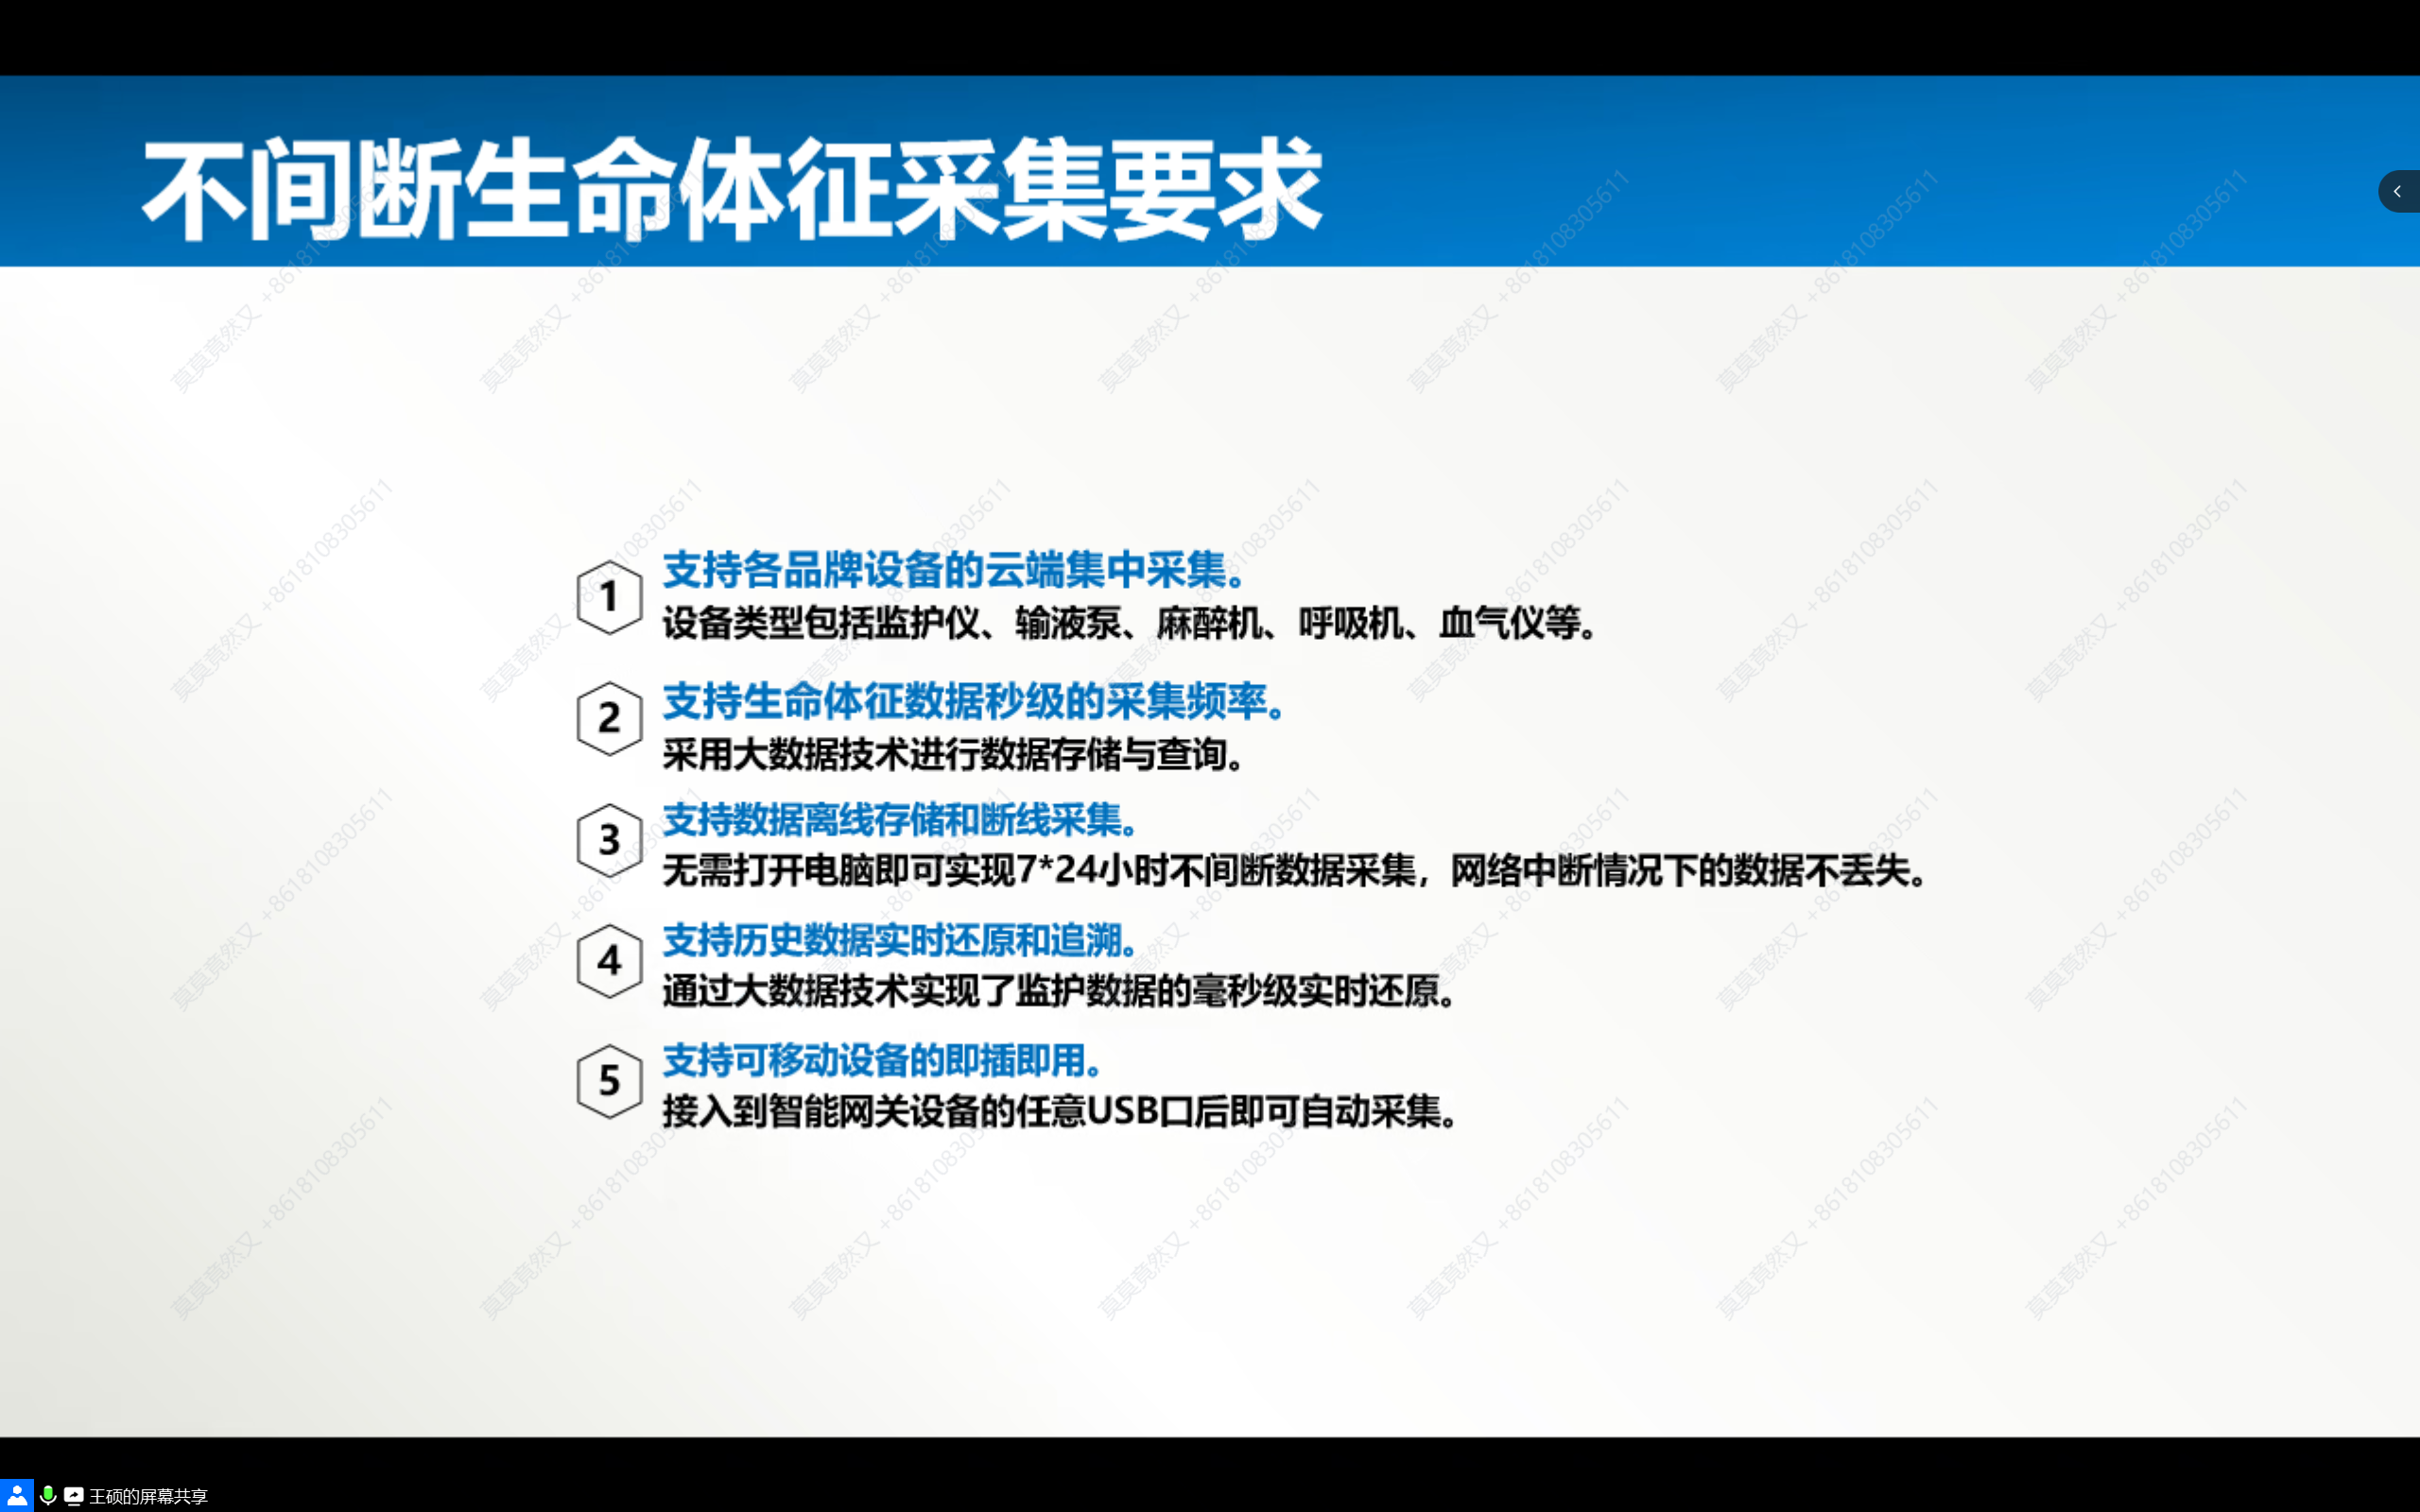 不间断生命体征采集要求
1
支持各品牌设备的云端集中采集。
设备类型包括监护仪、输液泵、麻醉机、呼吸机、血气仪等。
2
支持生命体征数据秒级的采集频率。
采用大数据技术进行数据存储与查询。
3
支持数据离线存储和断线采集。
无需打开电脑即可实现7*24小时不间断数据采集，网络中断情况下的数据不丢失。
4
支持历史数据实时还原和追溯。
通过大数据技术实现了监护数据的毫秒级实时还原。
5
支持可移动设备的即插即用。
接入到智能网关设备的任意USB口后即可自动采集。
莫莫竟然又 +8618108305611
王硕的屏幕共享